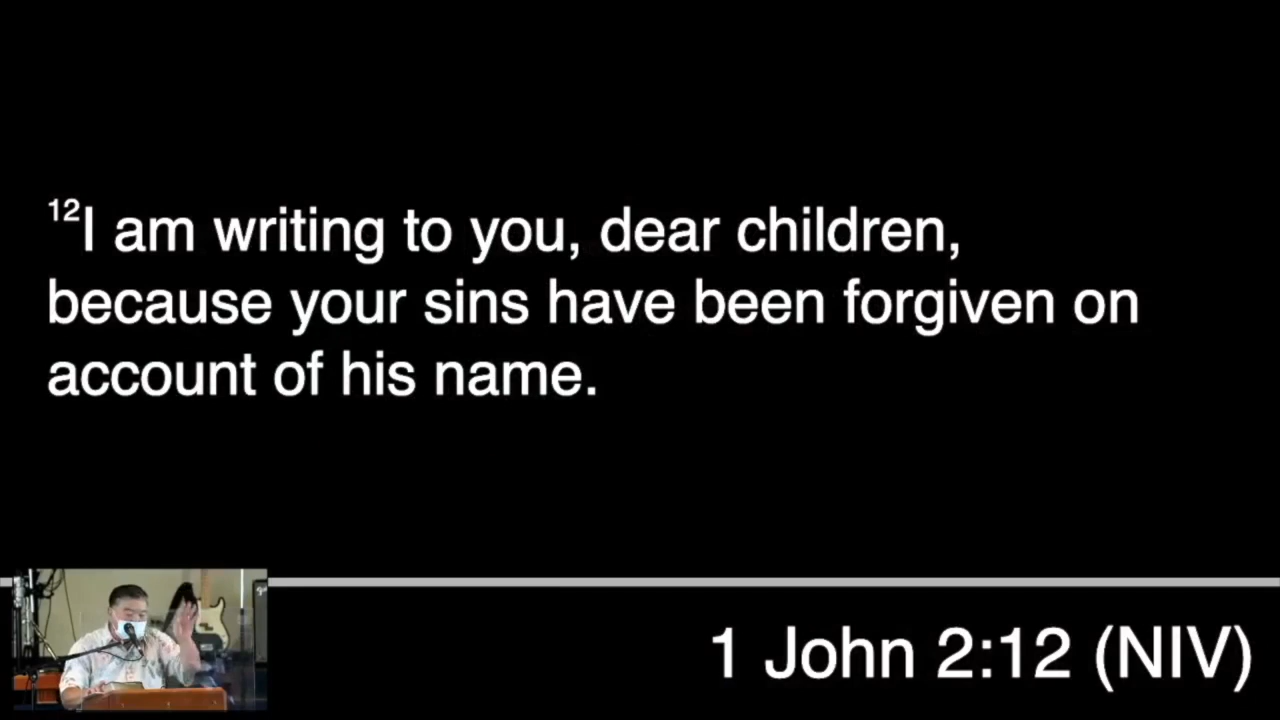 ¹²I am writing to you, dear children,
because your sins have been forgiven on
account of his name.
1 John 2:12 (NIV)